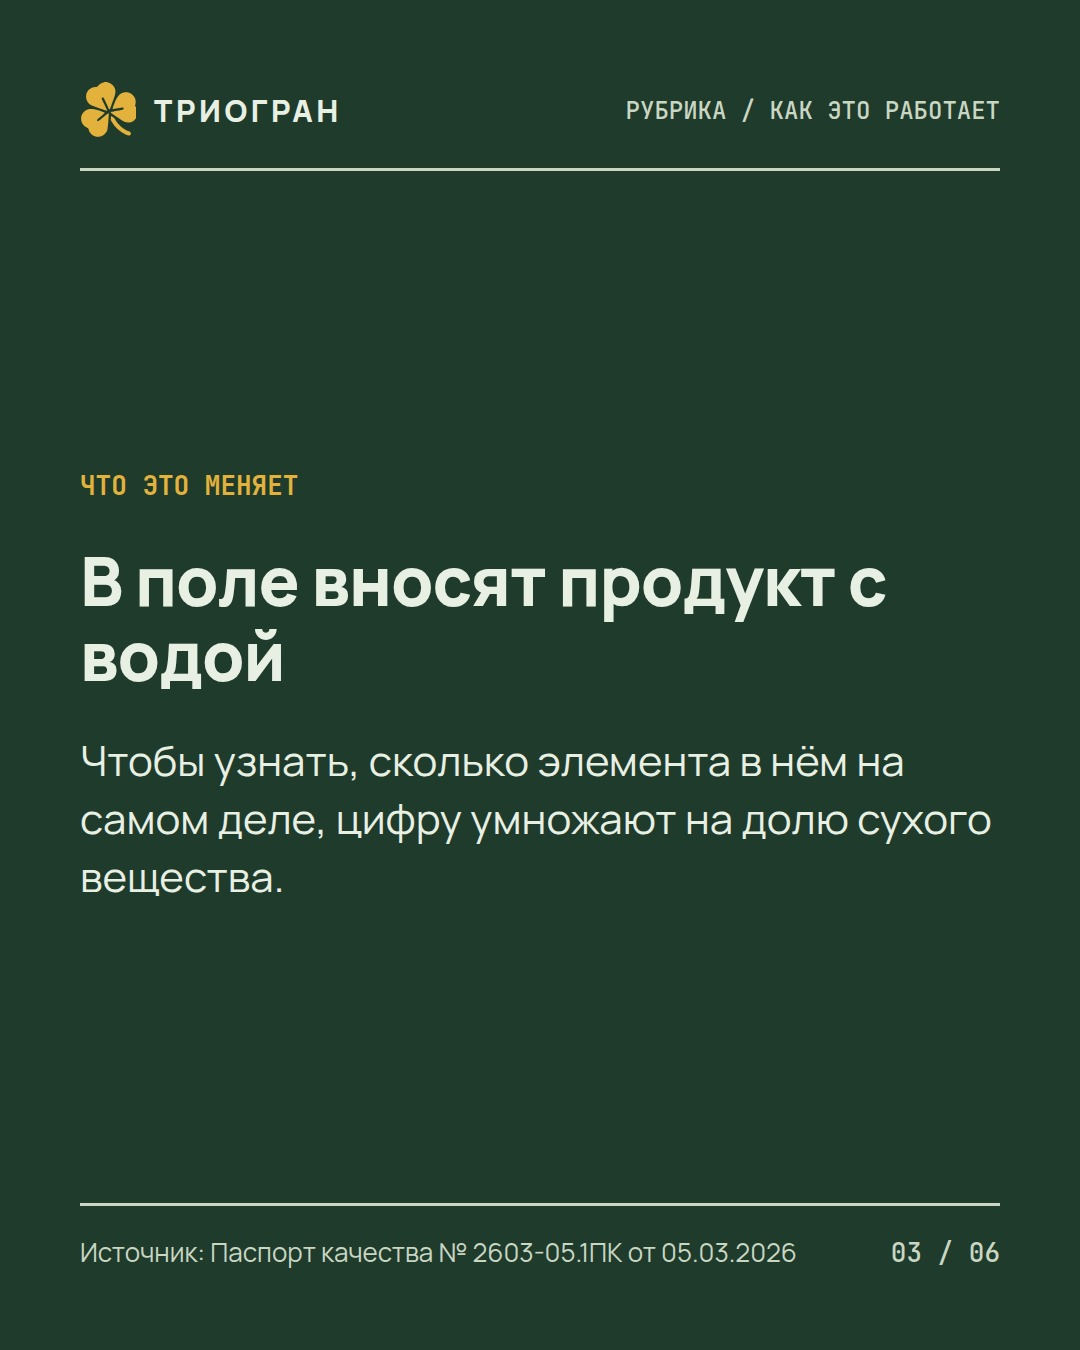 ТРИОГРАН
РУБРИКА / КАК ЭТО РАБОТАЕТ
ЧТО ЭТО МЕНЯЕТ
В поле вносят продукт с
водой
Чтобы узнать, сколько элемента в нём на
самом деле, цифру умножают на долю сухого
вещества.
Источник: Паспорт качества № 2603-05.1ПК от 05.03.2026
03 / 06